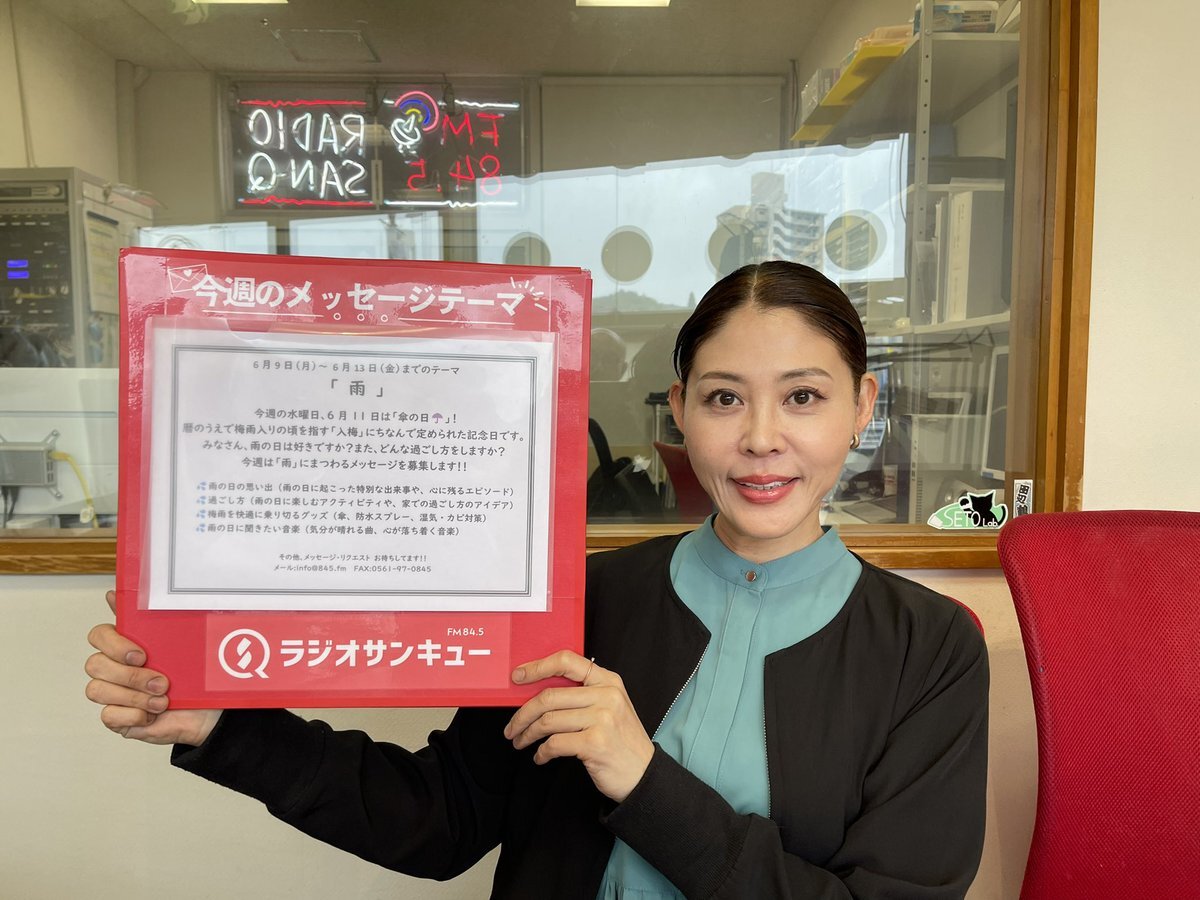 RADIO
SAN-Q
FM
84.5
今週のメッセージテーマ
6月9日(月)~ 6月13日(金)までのテーマ
「 雨 」
今週の水曜日、6月11日は「傘の日☂」!
暦のうえで梅雨入りの頃を指す「入梅」にちなんで定められた記念日です。
みなさん、雨の日は好きですか?また、どんな過ごし方をしますか?
今週は「雨」にまつわるメッセージを募集します!!
💦雨の日の思い出(雨の日に起こった特別な出来事や、心に残るエピソード)
💦過ごし方(雨の日に楽しむアクティビティや、家での過ごし方のアイデア)
💦梅雨を快適に乗り切るグッズ(傘、防水スプレー、湿気・カビ対策)
💦雨の日に聞きたい音楽(気分が晴れる曲、心が落ち着く音楽)
その他、メッセージ・リクエスト お待ちしてます!!
メール:info@845.fm FAX:0561-97-0845
FM84.5
ラジオサンキュー
SETO Lab